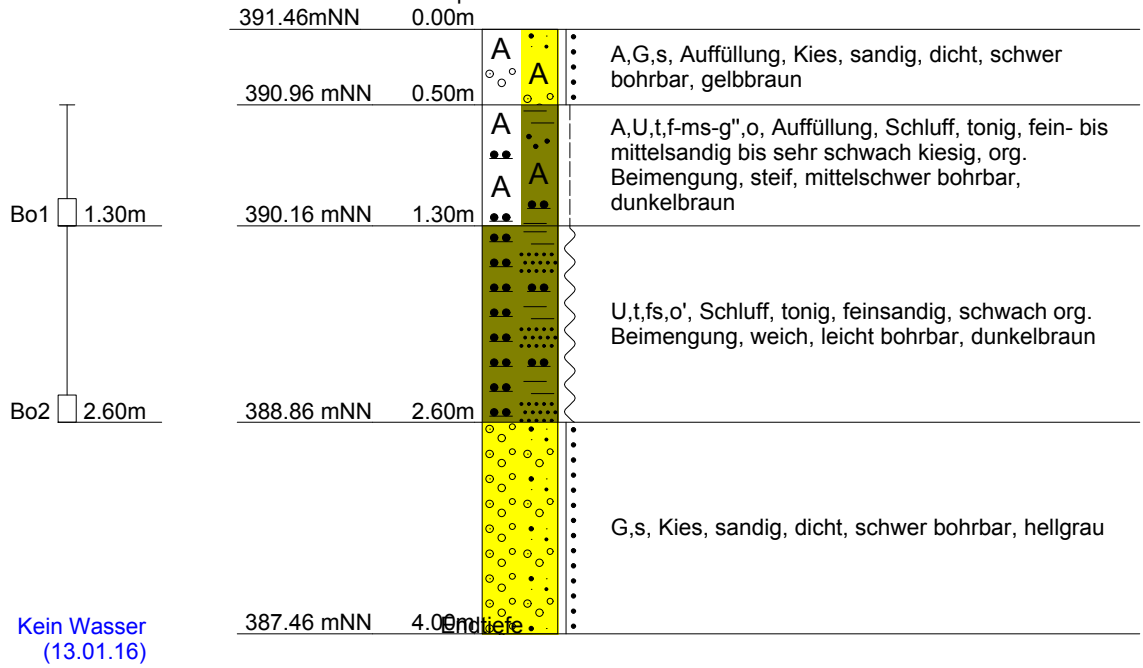 391.46mNN 0.00m
A
A
A,G,s, Auffüllung, Kies, sandig, dicht, schwer
bohrbar, gelbbraun
390.96 mNN 0.50m
A
A
A
A,U,t,f-ms-g",o, Auffüllung, Schluff, tonig, fein- bis
mittelsandig bis sehr schwach kiesig, org.
Beimengung, steif, mittelschwer bohrbar,
dunkelbraun
Bo1 1.30m 390.16 mNN 1.30m
U,t,fs,o', Schluff, tonig, feinsandig, schwach org.
Beimengung, weich, leicht bohrbar, dunkelbraun
Bo2 2.60m 388.86 mNN 2.60m
G,s, Kies, sandig, dicht, schwer bohrbar, hellgrau
387.46 mNN 4.00m Endtiefe
Kein Wasser
(13.01.16)